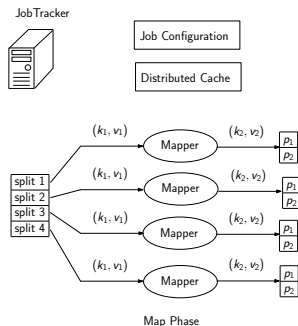 JobTracker
Job Configuration
Distributed Cache
(k₁, v₁)
Mapper
(k₂, v₂)
p₁
p₂
split 1
split 2
split 3
split 4
(k₁, v₁)
Mapper
(k₂, v₂)
p₁
p₂
(k₁, v₁)
Mapper
(k₂, v₂)
p₁
p₂
(k₁, v₁)
Mapper
(k₂, v₂)
p₁
p₂
Map Phase